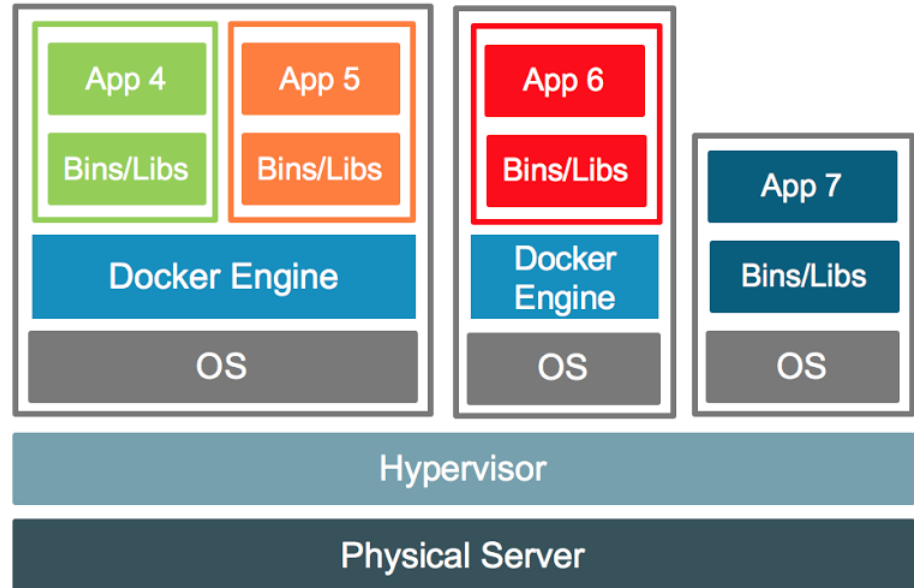 App 4
App 5
App 6
Bins/Libs
Bins/Libs
Bins/Libs
App 7
Docker Engine
Docker
Engine
Bins/Libs
OS
OS
OS
Hypervisor
Physical Server